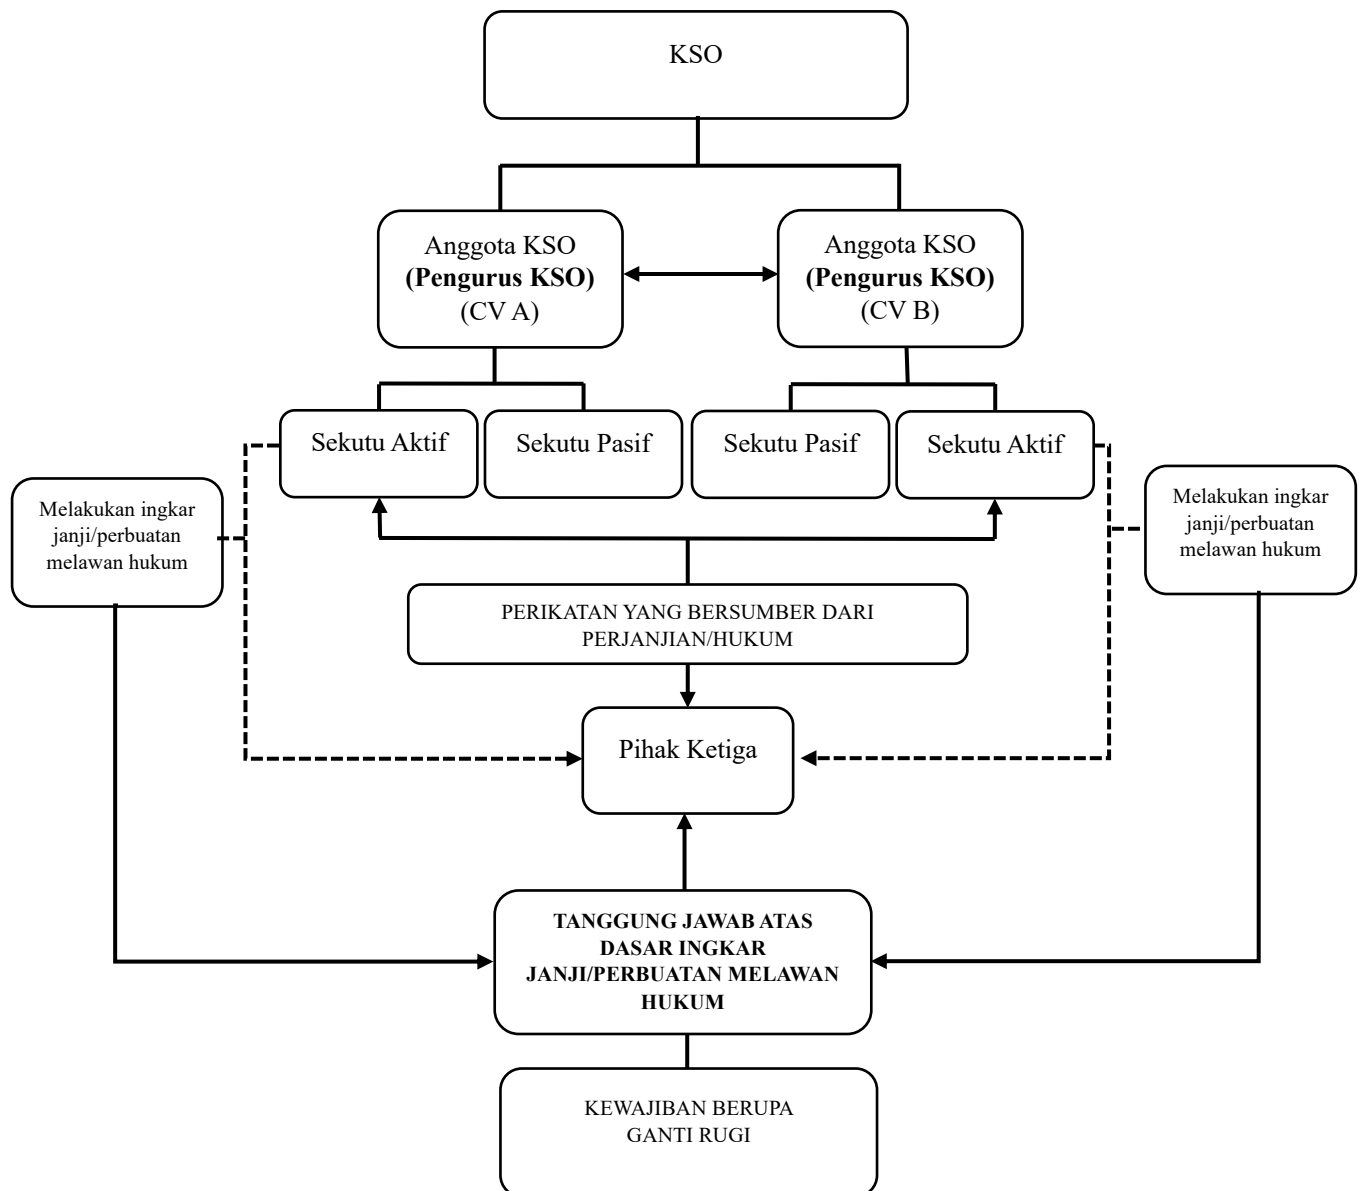 KSO
Anggota KSO
(Pengurus KSO)
(CV A)
Anggota KSO
(Pengurus KSO)
(CV B)
Sekutu Aktif
Sekutu Pasif
Sekutu Pasif
Sekutu Aktif
Melakukan ingkar
janji/perbuatan
melawan hukum
Melakukan ingkar
janji/perbuatan
melawan hukum
PERIKATAN YANG BERSUMBER DARI
PERJANJIAN/HUKUM
Pihak Ketiga
TANGGUNG JAWAB ATAS
DASAR INGKAR
JANJI/PERBUATAN MELAWAN
HUKUM
KEWAJIBAN BERUPA
GANTI RUGI